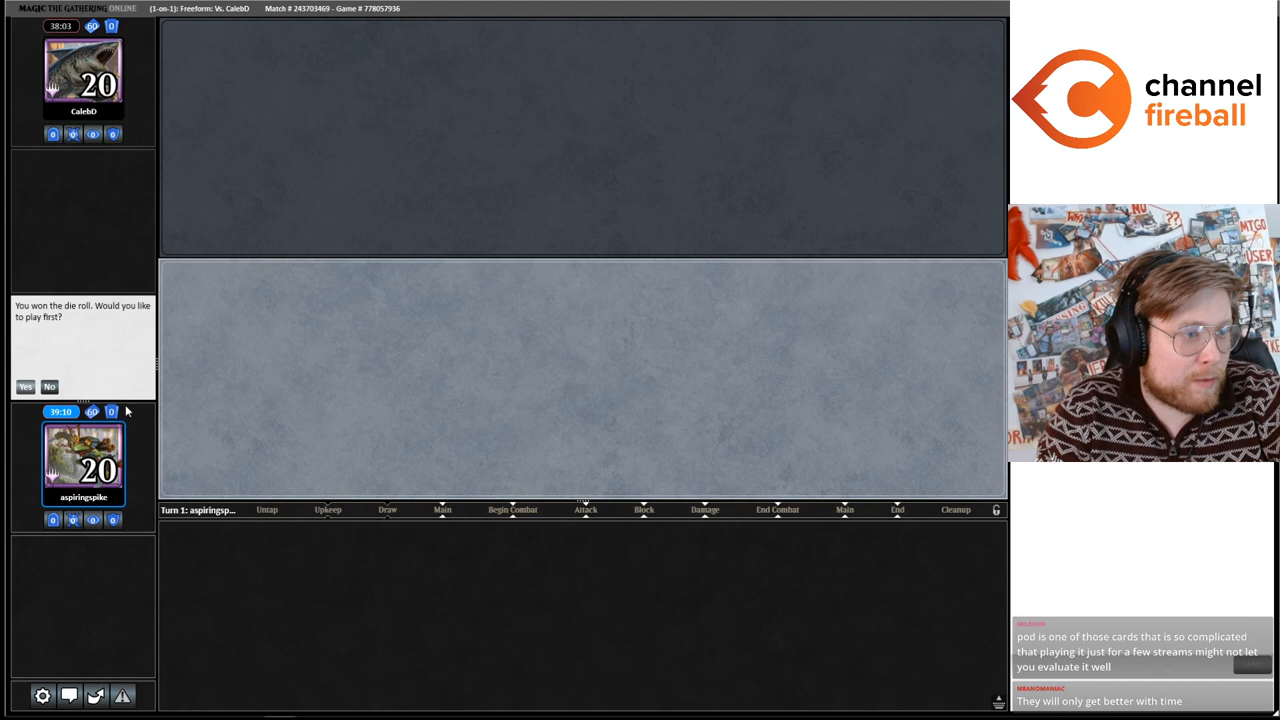 MAGIC THE GATHERING ONLINE
(1-on-1): Freeform: Vs. CalebD
Match # 243703469 - Game # 778057936
38:03
60
0
20
CalebD
0
0
0
0
You won the die roll. Would you like
to play first?
Yes
No
39:10
60
0
20
aspiringspike
0
0
0
0
Turn 1: aspiringsp...
Untap
Upkeep
Draw
Main
Begin Combat
Attack
Block
Damage
End Combat
Main
End
Cleanup
channel
fireball
MTGO
USER
??
pod is one of those cards that is so complicated
that playing it just for a few streams might not let
you evaluate it well
MEANDMANIAC
They will only get better with time